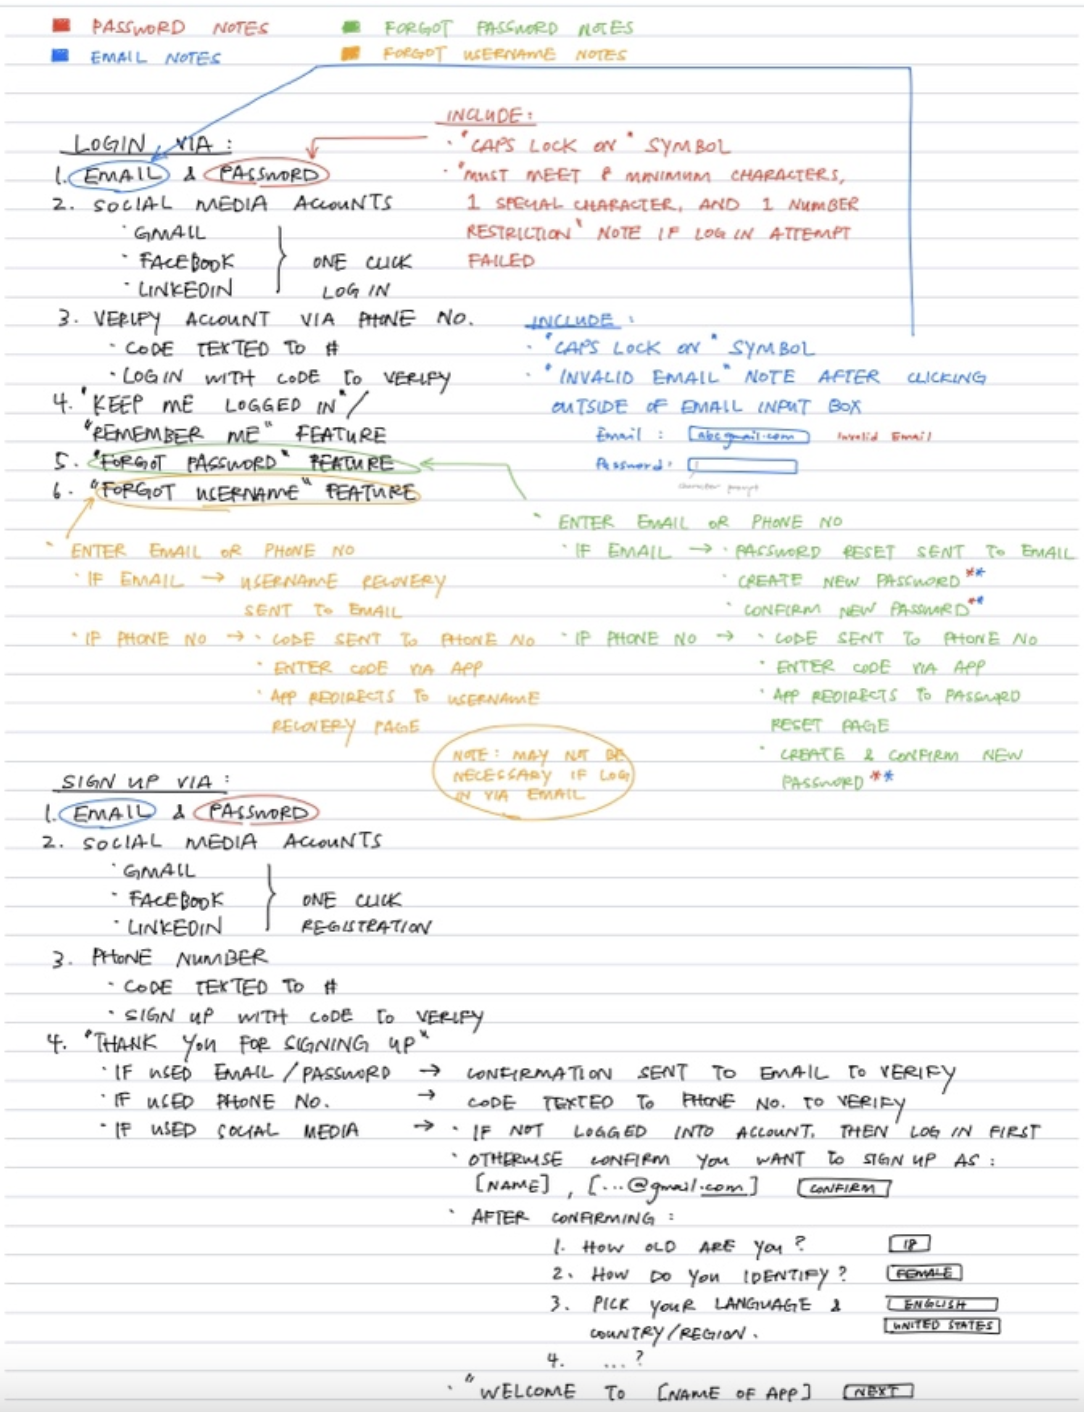 PASSWORD NOTES
FORGOT PASSWORD NOTES
EMAIL NOTES
FORGOT USERNAME NOTES
LOGIN VIA :
1. EMAIL & PASSWORD
2. SOCIAL MEDIA ACCOUNTS
· GMAIL
· FACEBOOK
· LINKEDIN
ONE CLICK
LOG IN
3. VERIFY ACCOUNT VIA PHONE NO.
· CODE TEXTED TO #
· LOGIN WITH CODE TO VERIFY
4. "KEEP ME LOGGED IN"/
"REMEMBER ME" FEATURE
5. "FORGOT PASSWORD" FEATURE
6. "FORGOT USERNAME" FEATURE
INCLUDE :
· "CAPS LOCK ON" SYMBOL
· "MUST MEET 8 MINIMUM CHARACTERS,
1 SPECIAL CHARACTER, AND 1 NUMBER
RESTRICTION" NOTE IF LOG IN ATTEMPT
FAILED
INCLUDE :
· "CAPS LOCK ON" SYMBOL
· "INVALID EMAIL" NOTE AFTER CLICKING
OUTSIDE OF EMAIL INPUT BOX
Email : abcgmail.com Invalid Email
Password :
character prompt
· ENTER EMAIL OR PHONE NO
· IF EMAIL → USERNAME RECOVERY
SENT TO EMAIL
· IF PHONE NO → · CODE SENT TO PHONE NO
· ENTER CODE VIA APP
· APP REDIRECTS TO USERNAME
RECOVERY PAGE
NOTE : MAY NOT BE
NECESSARY IF LOG
IN VIA EMAIL
· ENTER EMAIL OR PHONE NO
· IF EMAIL → · PASSWORD RESET SENT TO EMAIL
· CREATE NEW PASSWORD**
· CONFIRM NEW PASSWORD**
· IF PHONE NO → · CODE SENT TO PHONE NO
· ENTER CODE VIA APP
· APP REDIRECTS TO PASSWORD
RESET PAGE
· CREATE & CONFIRM NEW
PASSWORD**
SIGN UP VIA :
1. EMAIL & PASSWORD
2. SOCIAL MEDIA ACCOUNTS
· GMAIL
· FACEBOOK
· LINKEDIN
ONE CLICK
REGISTRATION
3. PHONE NUMBER
· CODE TEXTED TO #
· SIGN UP WITH CODE TO VERIFY
4. "THANK YOU FOR SIGNING UP"
· IF USED EMAIL / PASSWORD → CONFIRMATION SENT TO EMAIL TO VERIFY
· IF USED PHONE NO. → CODE TEXTED TO PHONE NO. TO VERIFY
· IF USED SOCIAL MEDIA → · IF NOT LOGGED INTO ACCOUNT, THEN LOG IN FIRST
· OTHERWISE CONFIRM YOU WANT TO SIGN UP AS :
[NAME] , [...@gmail.com] CONFIRM
· AFTER CONFIRMING :
1. HOW OLD ARE YOU ? 18
2. HOW DO YOU IDENTIFY ? FEMALE
3. PICK YOUR LANGUAGE & ENGLISH
COUNTRY/REGION. UNITED STATES
4. ...?
· "WELCOME TO [NAME OF APP] NEXT